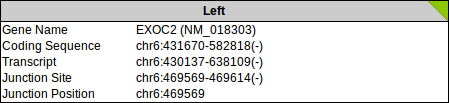 Left
Gene Name EXOC2 (NM_018303)
Coding Sequence chr6:431670-582818(-)
Transcript chr6:430137-638109(-)
Junction Site chr6:469569-469614(-)
Junction Position chr6:469569